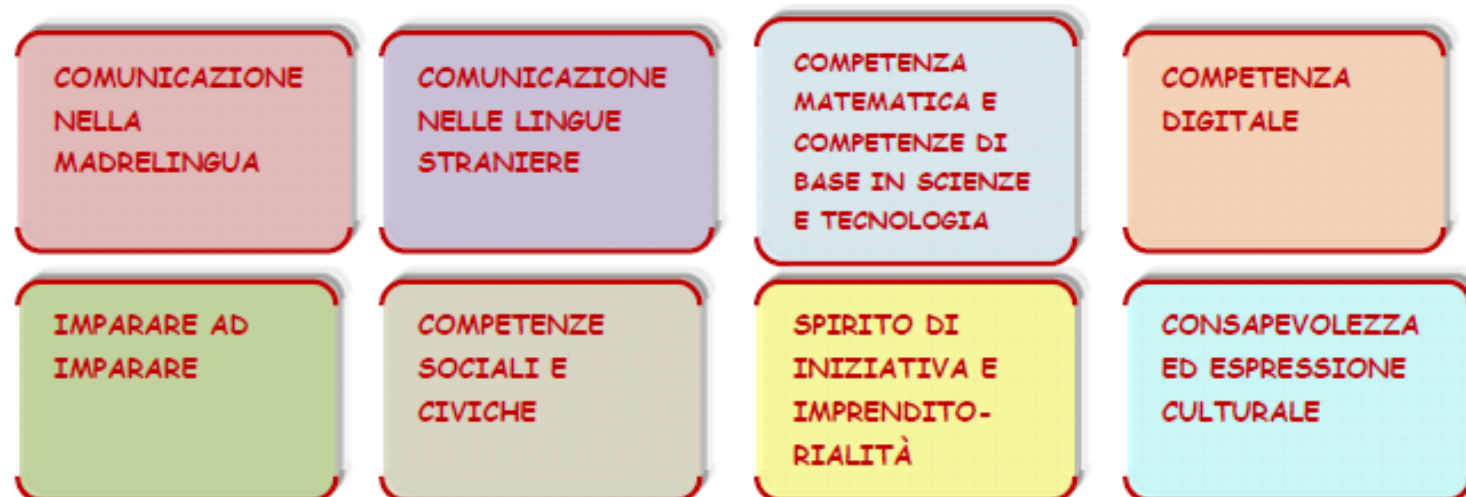 COMUNICAZIONE
NELLA
MADRELINGUA
COMUNICAZIONE
NELLE LINGUE
STRANIERE
COMPETENZA
MATEMATICA E
COMPETENZE DI
BASE IN SCIENZE
E TECNOLOGIA
COMPETENZA
DIGITALE
IMPARARE AD
IMPARARE
COMPETENZE
SOCIALI E
CIVICHE
SPIRITO DI
INIZIATIVA E
IMPRENDITO-
RIALITÀ
CONSAPEVOLEZZA
ED ESPRESSIONE
CULTURALE